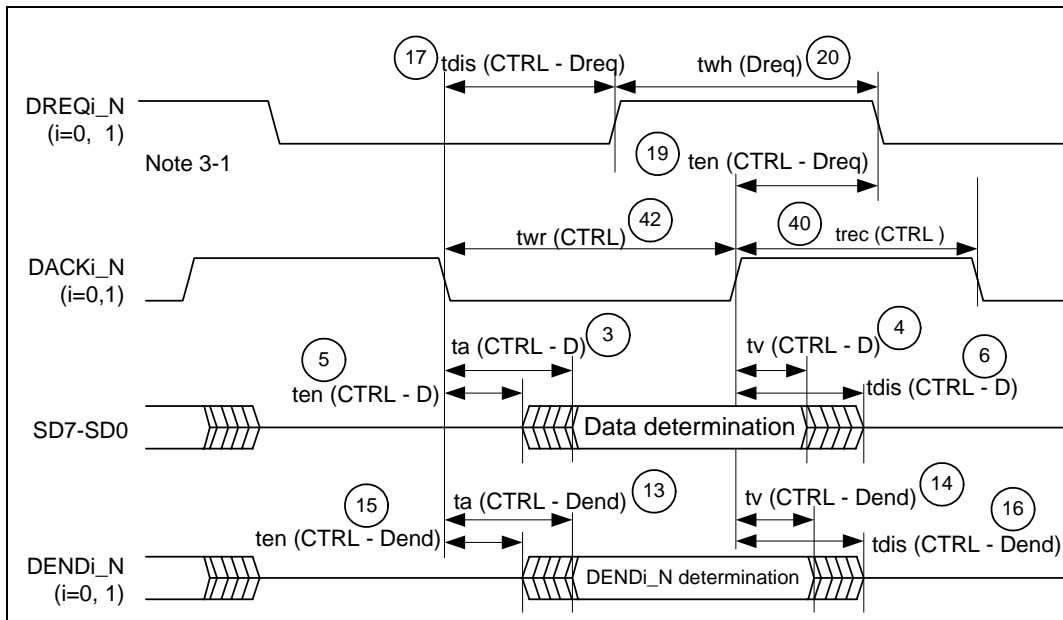 17 tdis (CTRL - Dreq) twh (Dreq) 20
DREQi_N
(i=0, 1)
Note 3-1
19 ten (CTRL - Dreq)
twr (CTRL) 42 40 trec (CTRL )
DACKi_N
(i=0,1)
5 ta (CTRL - D) 3 tv (CTRL - D) 4 6
ten (CTRL - D) tdis (CTRL - D)
SD7-SD0 Data determination
15 ta (CTRL - Dend) 13 tv (CTRL - Dend) 14 16
ten (CTRL - Dend) tdis (CTRL - Dend)
DENDi_N DENDi_N determination
(i=0, 1)